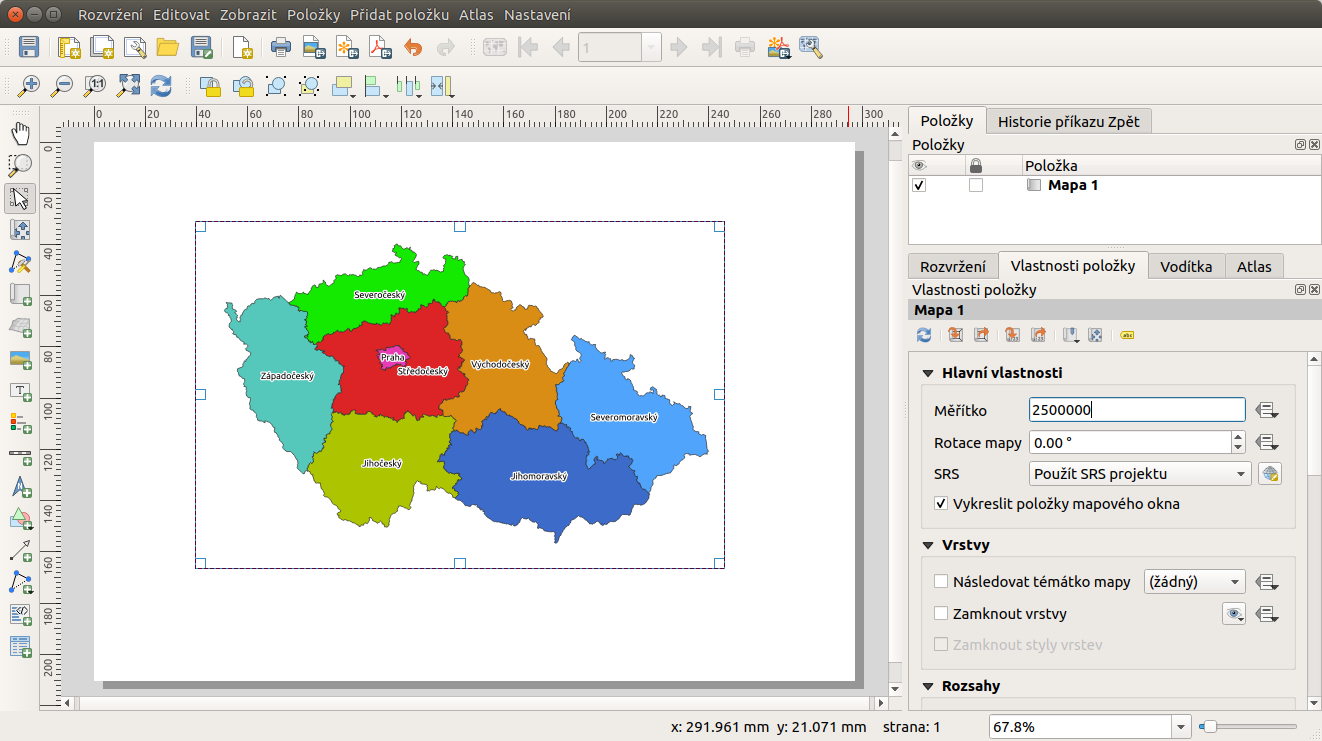 Rozvržení Editovat Zobrazit Položky Přidat položku Atlas Nastavení
1
1:1
0 20 40 60 80 100 120 140 160 180 200 220 240 260 280 300
0
20
40
60
80
100
120
140
160
180
200
Severočeský
Praha
Středočeský
Východočeský
Západočeský
Severomoravský
Jihočeský
Jihomoravský
Položky Historie příkazu Zpět
Položky
Položka
Mapa 1
Rozvržení Vlastnosti položky Vodítka Atlas
Vlastnosti položky
Mapa 1
abc
Hlavní vlastnosti
Měřítko 2500000
Rotace mapy 0.00 °
SRS Použít SRS projektu
Vykreslit položky mapového okna
Vrstvy
Následovat témátko mapy (žádný)
Zamknout vrstvy
Zamknout styly vrstev
Rozsahy
x: 291.961 mm y: 21.071 mm strana: 1 67.8%